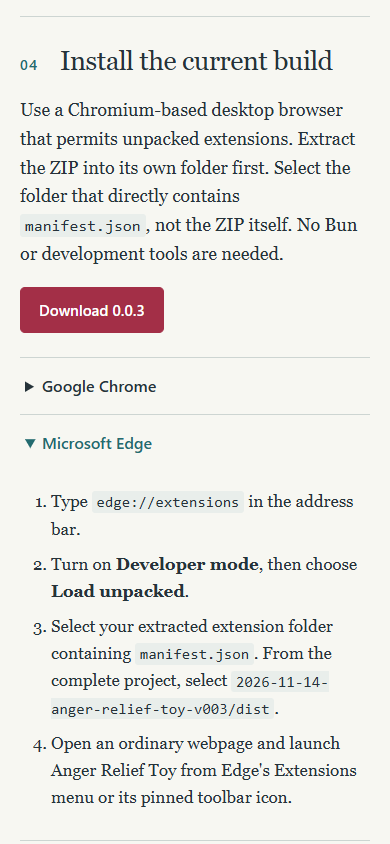 04 Install the current build
Use a Chromium-based desktop browser
that permits unpacked extensions. Extract
the ZIP into its own folder first. Select the
folder that directly contains
manifest.json, not the ZIP itself. No Bun
or development tools are needed.
Download 0.0.3
Google Chrome
Microsoft Edge
1. Type edge://extensions in the address
bar.
2. Turn on Developer mode, then choose
Load unpacked.
3. Select your extracted extension folder
containing manifest.json. From the
complete project, select 2026-11-14-
anger-relief-toy-v003/dist.
4. Open an ordinary webpage and launch
Anger Relief Toy from Edge's Extensions
menu or its pinned toolbar icon.